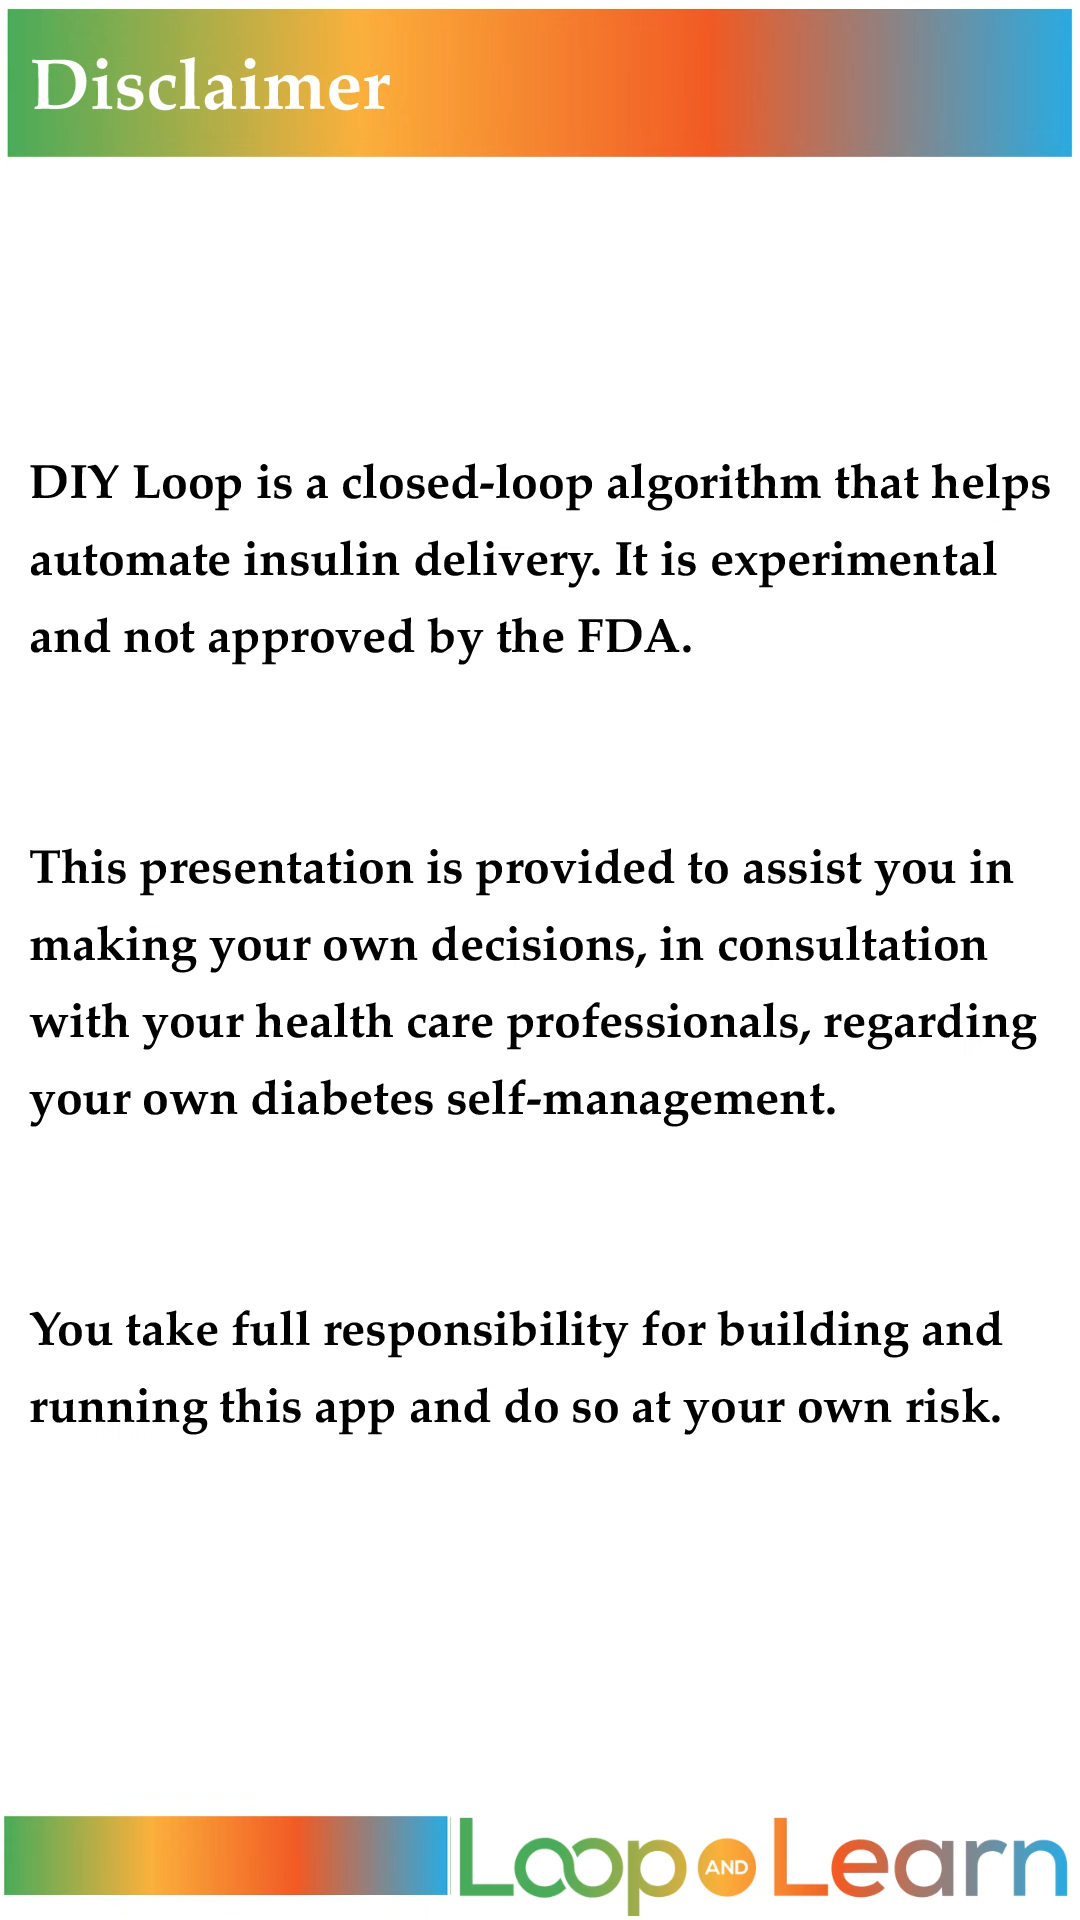 Disclaimer
DIY Loop is a closed-loop algorithm that helps
automate insulin delivery. It is experimental
and not approved by the FDA.
This presentation is provided to assist you in
making your own decisions, in consultation
with your health care professionals, regarding
your own diabetes self-management.
You take full responsibility for building and
running this app and do so at your own risk.
Loop AND Learn